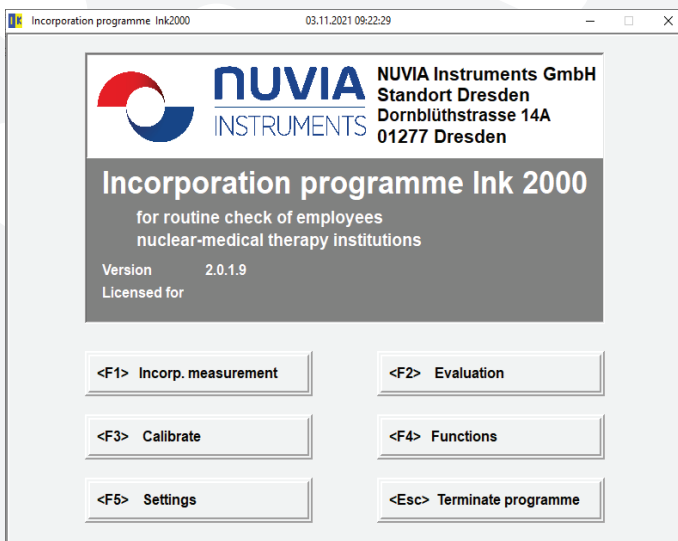 Incorporation programme Ink2000 03.11.2021 09:22:29
NUVIA
INSTRUMENTS
NUVIA Instruments GmbH
Standort Dresden
Dornblüthstrasse 14A
01277 Dresden
Incorporation programme Ink 2000
for routine check of employees
nuclear-medical therapy institutions
Version 2.0.1.9
Licensed for
<F1> Incorp. measurement
<F2> Evaluation
<F3> Calibrate
<F4> Functions
<F5> Settings
<Esc> Terminate programme